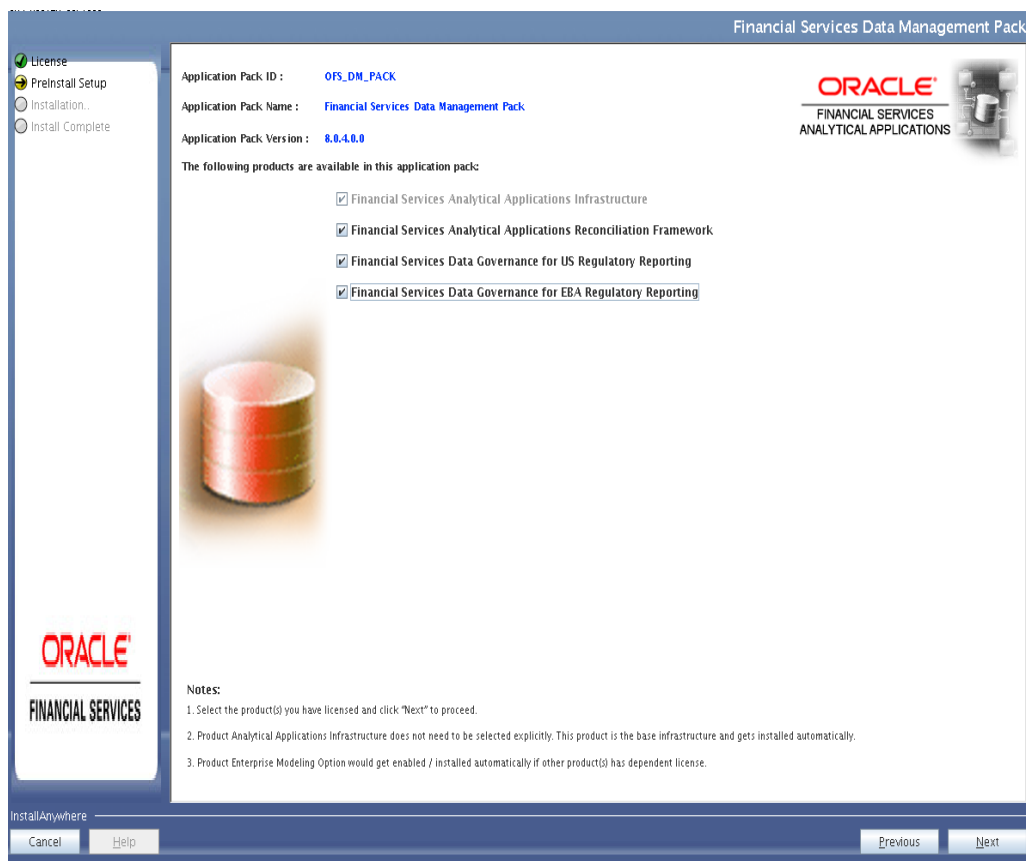 Financial Services Data Management Pack
License
PreInstall Setup
Installation..
Install Complete
Application Pack ID : OFS_DM_PACK
Application Pack Name : Financial Services Data Management Pack
Application Pack Version : 8.0.4.0.0
ORACLE
FINANCIAL SERVICES
ANALYTICAL APPLICATIONS
The following products are available in this application pack:
Financial Services Analytical Applications Infrastructure
Financial Services Analytical Applications Reconciliation Framework
Financial Services Data Governance for US Regulatory Reporting
Financial Services Data Governance for EBA Regulatory Reporting
ORACLE
FINANCIAL SERVICES
Notes:
1. Select the product(s) you have licensed and click "Next" to proceed.
2. Product Analytical Applications Infrastructure does not need to be selected explicitly. This product is the base infrastructure and gets installed automatically.
3. Product Enterprise Modeling Option would get enabled / installed automatically if other product(s) has dependent license.
InstallAnywhere
Cancel Help Previous Next